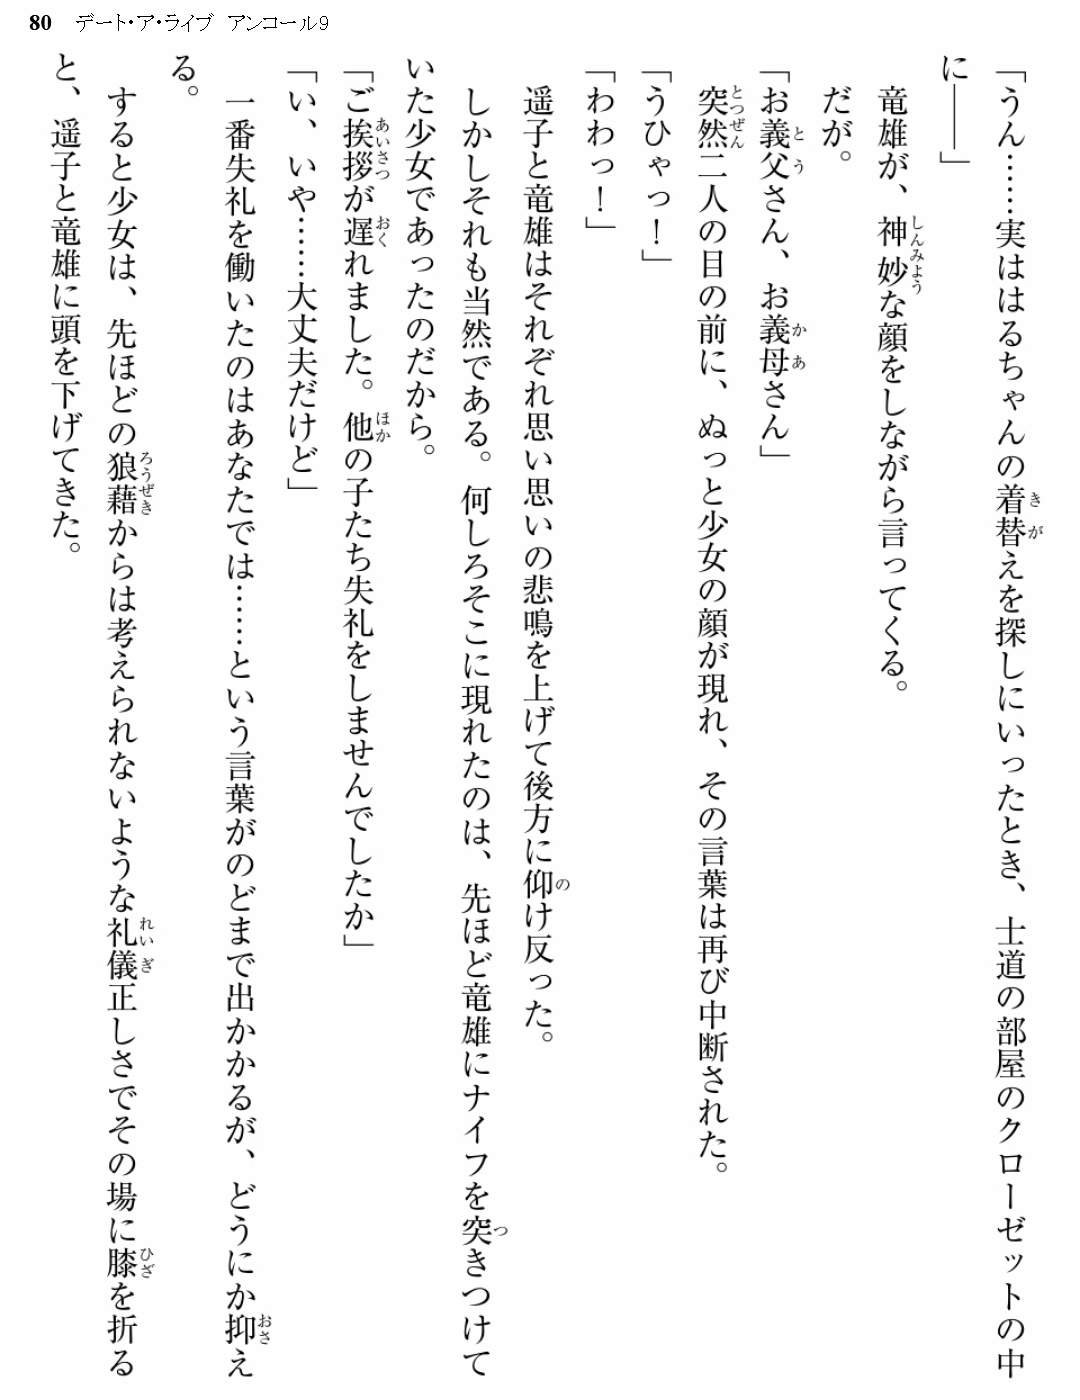 80 デート・ア・ライブ アンコール9
「うん……実ははるちゃんの着替えを探しにいったとき、士道の部屋のクローゼットの中
に――」
竜雄が、神妙な顔をしながら言ってくる。
だが。
「お義父さん、お義母さん」
突然二人の目の前に、ぬっと少女の顔が現れ、その言葉は再び中断された。
「うひゃっ！」
「わわっ！」
遥子と竜雄はそれぞれ思い思いの悲鳴を上げて後方に仰け反った。
しかしそれも当然である。何しろそこに現れたのは、先ほど竜雄にナイフを突きつけて
いた少女であったのだから。
「ご挨拶が遅れました。他の子たち失礼をしませんでしたか」
「い、いや……大丈夫だけど」
一番失礼を働いたのはあなたでは……という言葉がのどまで出かかるが、どうにか抑え
る。
すると少女は、先ほどの狼藉からは考えられないような礼儀正しさでその場に膝を折る
と、遥子と竜雄に頭を下げてきた。